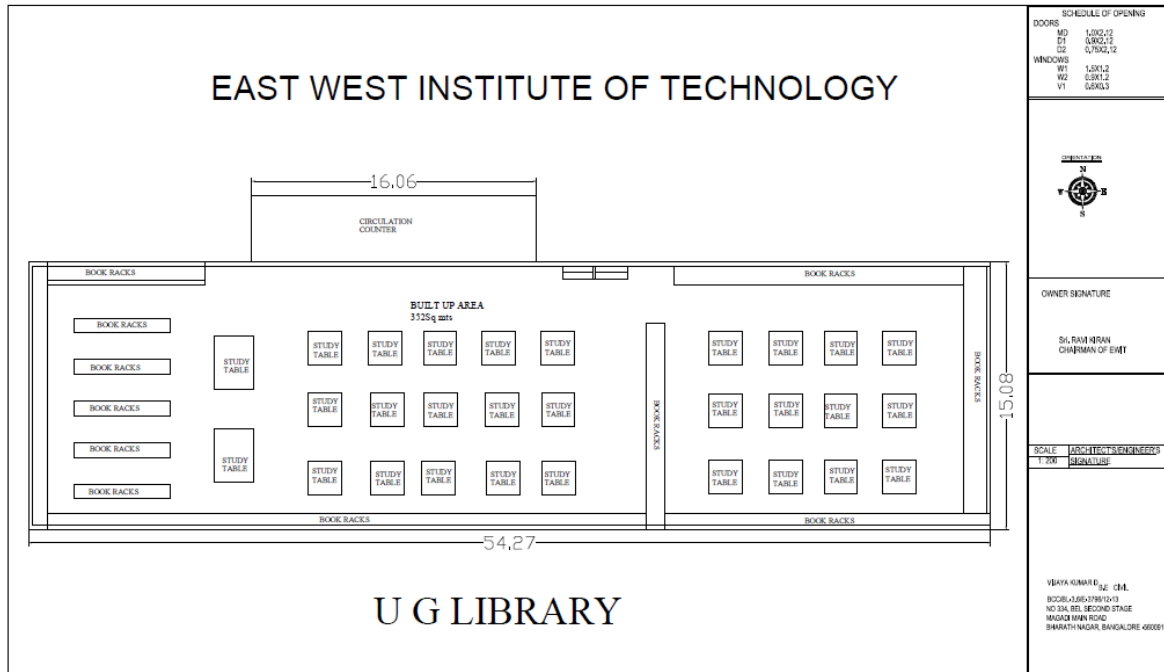 EAST WEST INSTITUTE OF TECHNOLOGY
16.06
CIRCULATION
COUNTER
BOOK RACKS
BOOK RACKS
BUILT UP AREA
352Sq mts
BOOK RACKS
BOOK RACKS
BOOK RACKS
BOOK RACKS
BOOK RACKS
STUDY
TABLE
STUDY
TABLE
STUDY
TABLE
STUDY
TABLE
STUDY
TABLE
STUDY
TABLE
STUDY
TABLE
STUDY
TABLE
STUDY
TABLE
STUDY
TABLE
STUDY
TABLE
STUDY
TABLE
STUDY
TABLE
STUDY
TABLE
STUDY
TABLE
STUDY
TABLE
STUDY
TABLE
BOOK RACKS
STUDY
TABLE
STUDY
TABLE
STUDY
TABLE
STUDY
TABLE
STUDY
TABLE
STUDY
TABLE
STUDY
TABLE
STUDY
TABLE
STUDY
TABLE
STUDY
TABLE
STUDY
TABLE
STUDY
TABLE
BOOK RACKS
15.08
BOOK RACKS
BOOK RACKS
54.27
U G LIBRARY
SCHEDULE OF OPENING
DOORS
MD 1.0X2.12
D1 0.9X2.12
D2 0.75X2.12
WINDOWS
W1 1.5X1.2
W2 0.9X1.2
V1 0.6X0.3
ORIENTATION
N
W E
S
OWNER SIGNATURE
Sri. RAVI KIRAN
CHAIRMAN OF EWIT
SCALE ARCHITECT'S/ENGINEER'S
1: 200 SIGNATURE
VIJAYA KUMAR D B.E CIVIL
NO 334, BEL SECOND STAGE
MAGADI MAIN ROAD
BHARATH NAGAR, BANGALORE